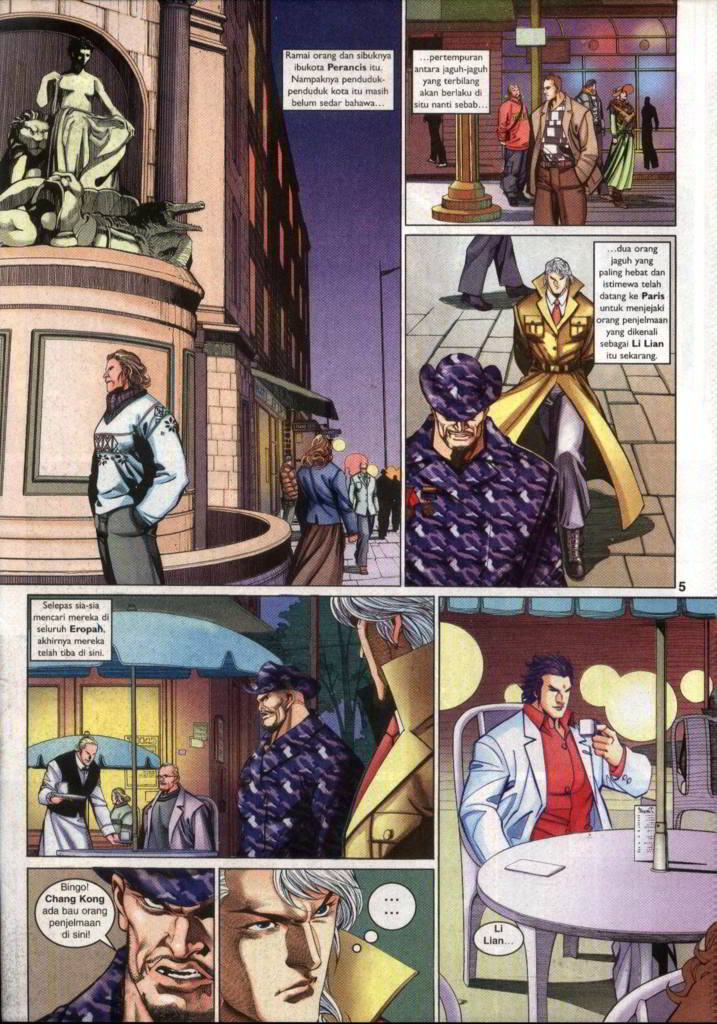 Ramai orang dan sibuknya
ibukota Perancis itu.
Nampaknya penduduk-
penduduk kota itu masih
belum sedar bahawa...
...pertempuran
antara jaguh-jaguh
yang terbilang
akan berlaku di
situ nanti sebab...
...dua orang
jaguh yang
paling hebat dan
istimewa telah
datang ke Paris
untuk menjejaki
orang penjelmaan
yang dikenali
sebagai Li Lian
itu sekarang.
5
Selepas sia-sia
mencari mereka di
seluruh Eropah,
akhirnya mereka
telah tiba di sini.
Bingo!
Chang Kong
ada bau orang
penjelmaan
di sini!
...
...
Li
Lian...